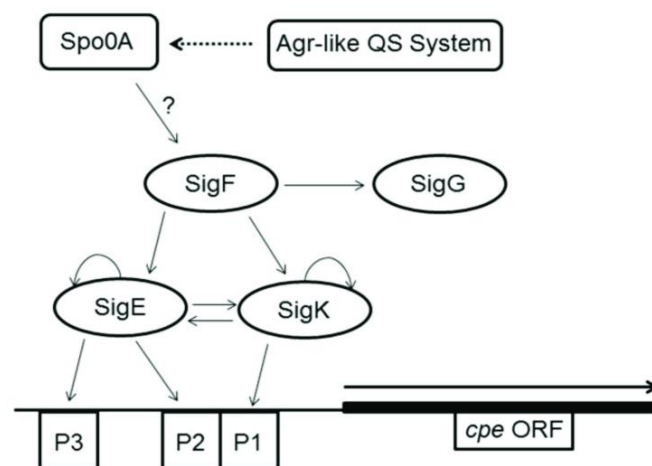 Spo0A
Agr-like QS System
?
SigF
SigG
SigE
SigK
P3
P2
P1
cpe ORF